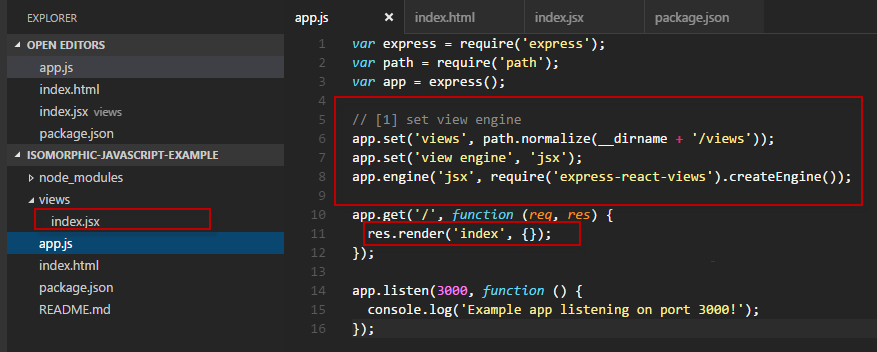 EXPLORER
OPEN EDITORS
app.js
index.html
index.jsx views
package.json
ISOMORPHIC-JAVASCRIPT-EXAMPLE
node_modules
views
index.jsx
app.js
index.html
package.json
README.md
app.js × index.html index.jsx package.json
1 var express = require('express');
2 var path = require('path');
3 var app = express();
4
5 // [1] set view engine
6 app.set('views', path.normalize(__dirname + '/views'));
7 app.set('view engine', 'jsx');
8 app.engine('jsx', require('express-react-views').createEngine());
9
10 app.get('/', function (req, res) {
11 res.render('index', {});
12 });
13
14 app.listen(3000, function () {
15 console.log('Example app listening on port 3000!');
16 });